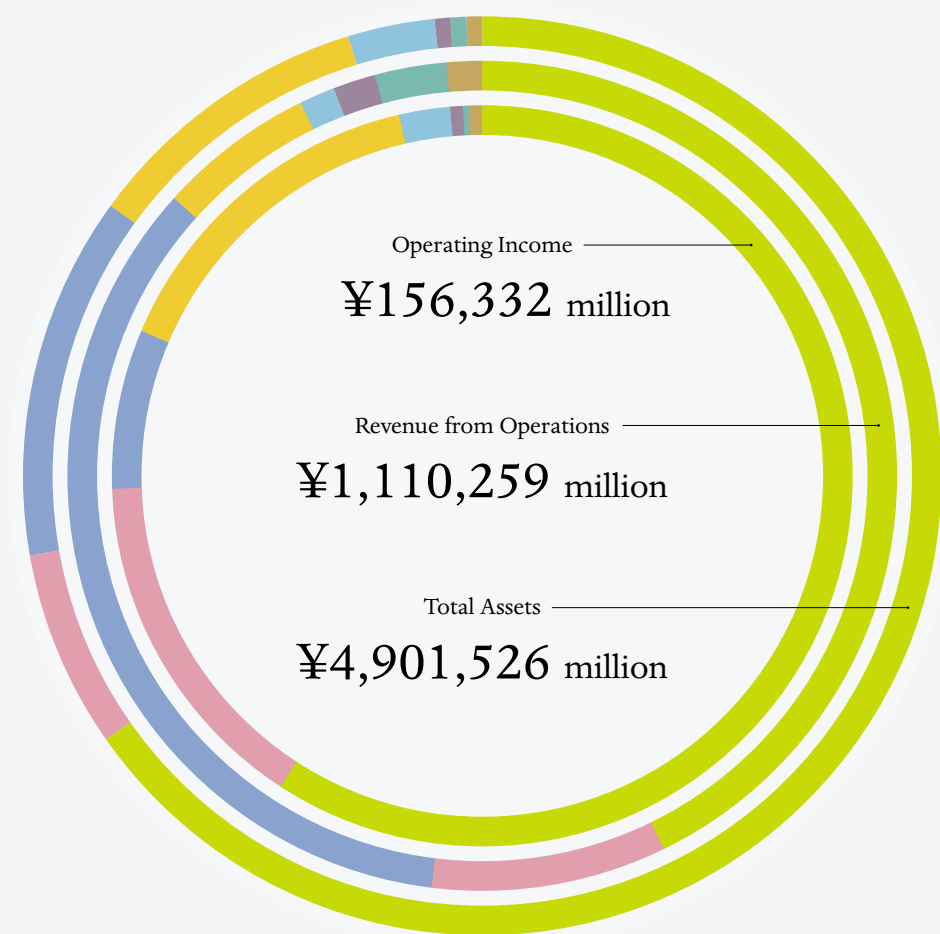 Operating Income
¥156,332 million
Revenue from Operations
¥1,110,259 million
Total Assets
¥4,901,526 million